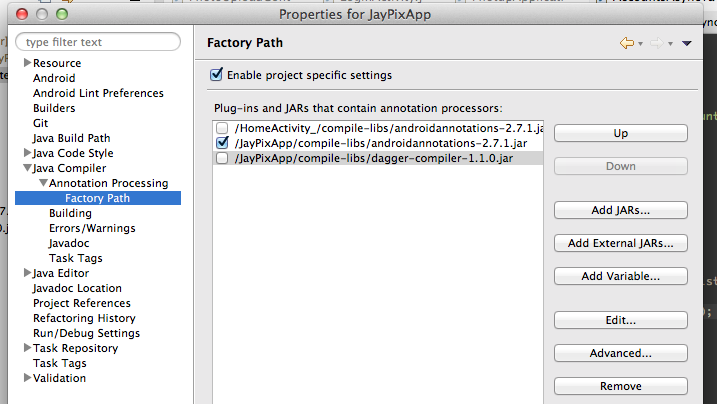 Properties for JayPixApp
type filter text
Resource
Android
Android Lint Preferences
Builders
Git
Java Build Path
Java Code Style
Java Compiler
Annotation Processing
Factory Path
Building
Errors/Warnings
Javadoc
Task Tags
Java Editor
Javadoc Location
Project References
Refactoring History
Run/Debug Settings
Task Repository
Task Tags
Validation
Factory Path
Enable project specific settings
Plug-ins and JARs that contain annotation processors:
/HomeActivity_/compile-libs/androidannotations-2.7.1.ja
/JayPixApp/compile-libs/androidannotations-2.7.1.jar
/JayPixApp/compile-libs/dagger-compiler-1.1.0.jar
Up
Down
Add JARs...
Add External JARs...
Add Variable...
Edit...
Advanced...
Remove